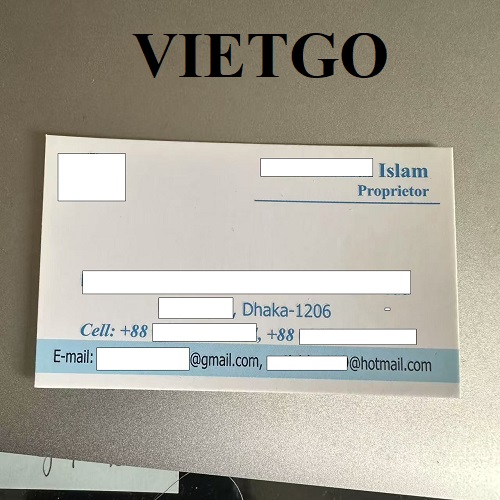 VIETGO
Islam
Proprietor
, Dhaka-1206
Cell: +88 , +88
E-mail: @gmail.com, @hotmail.com